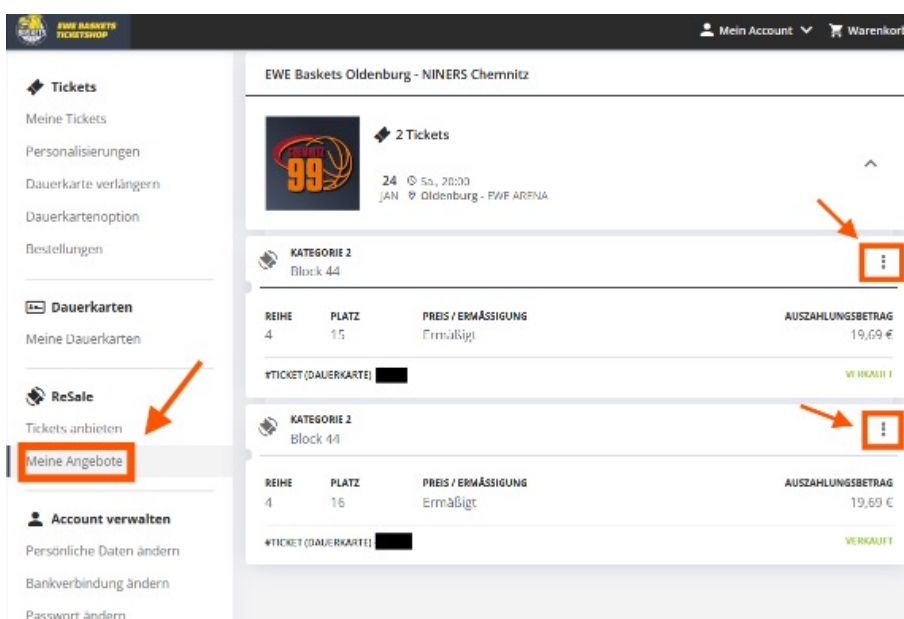 EWE BASKETS
TICKETSHOP
Mein Account
Warenkorb
Tickets
Meine Tickets
Personalisierungen
Dauerkarte verlängern
Dauerkartenoption
Bestellungen
Dauerkarten
Meine Dauerkarten
ReSale
Tickets anbieten
Meine Angebote
Account verwalten
Persönliche Daten ändern
Bankverbindung ändern
Passwort ändern
EWE Baskets Oldenburg - NINERS Chemnitz
CHEMNITZ
99
2 Tickets
24 Sa., 20:00
JAN Oldenburg - EWE ARENA
KATEGORIE 2
Block 44
REIHE PLATZ PREIS / ERMÄSSIGUNG AUSZAHLUNGSBETRAG
4 15 Ermäßigt 19,69 €
#TICKET (DAUERKARTE) VERKAUFT
KATEGORIE 2
Block 44
REIHE PLATZ PREIS / ERMÄSSIGUNG AUSZAHLUNGSBETRAG
4 16 Ermäßigt 19,69 €
#TICKET (DAUERKARTE) VERKAUFT